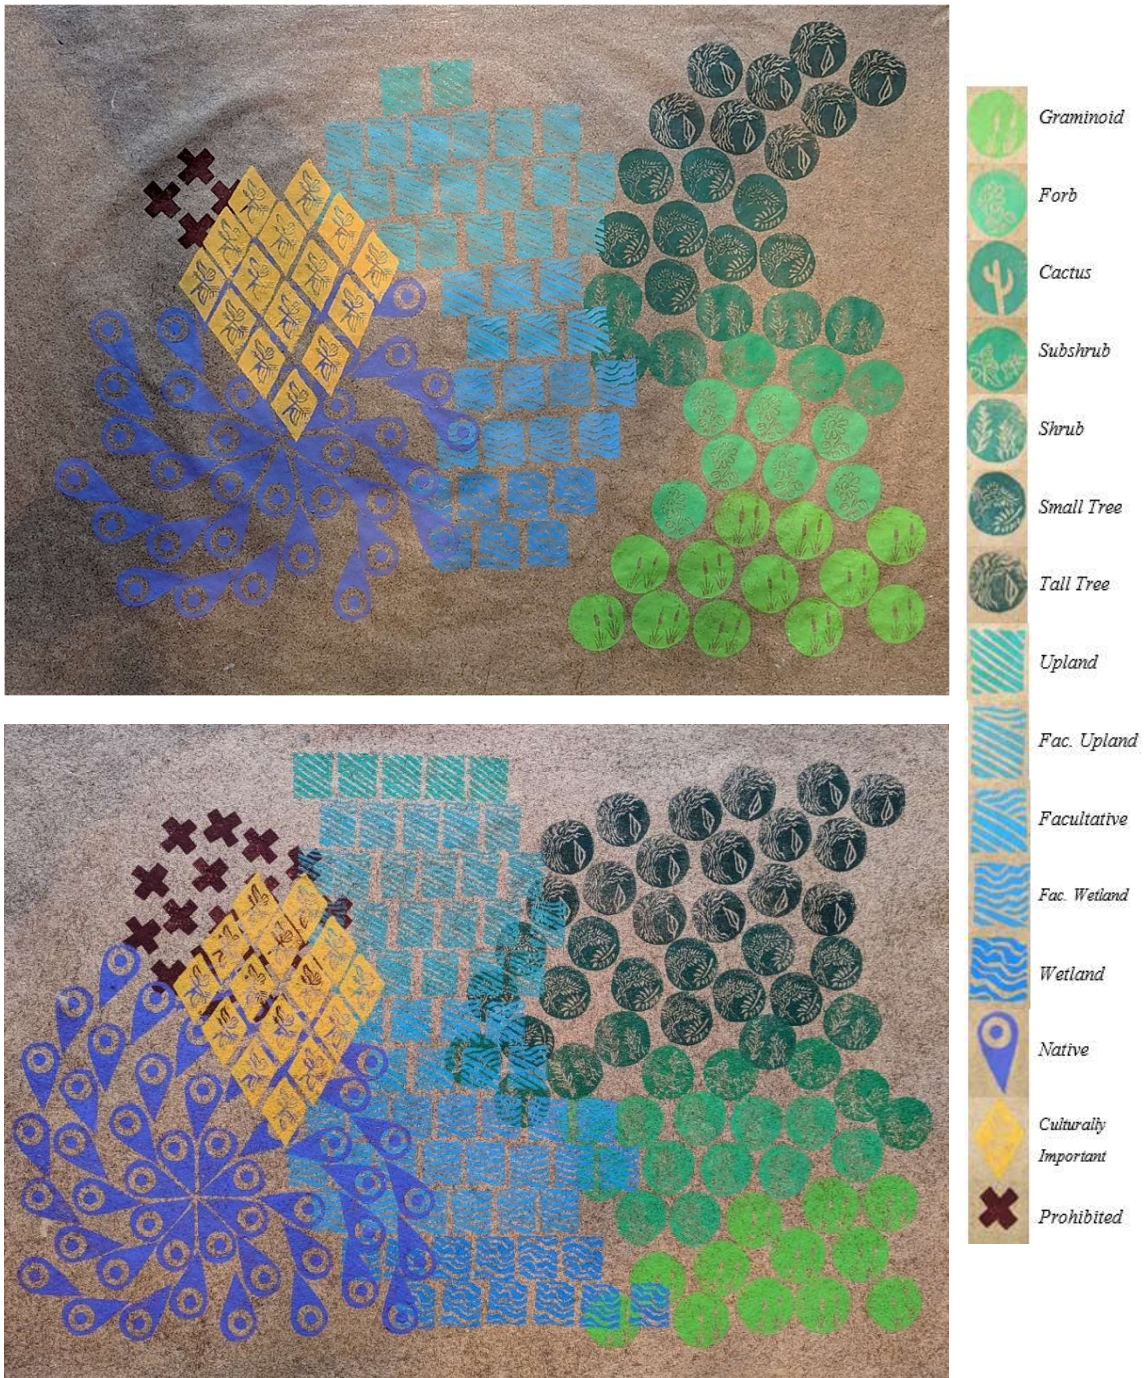 Graminoid
Forb
Cactus
Subshrub
Shrub
Small Tree
Tall Tree
Upland
Fac. Upland
Facultative
Fac. Wetland
Wetland
Native
Culturally
Important
Prohibited